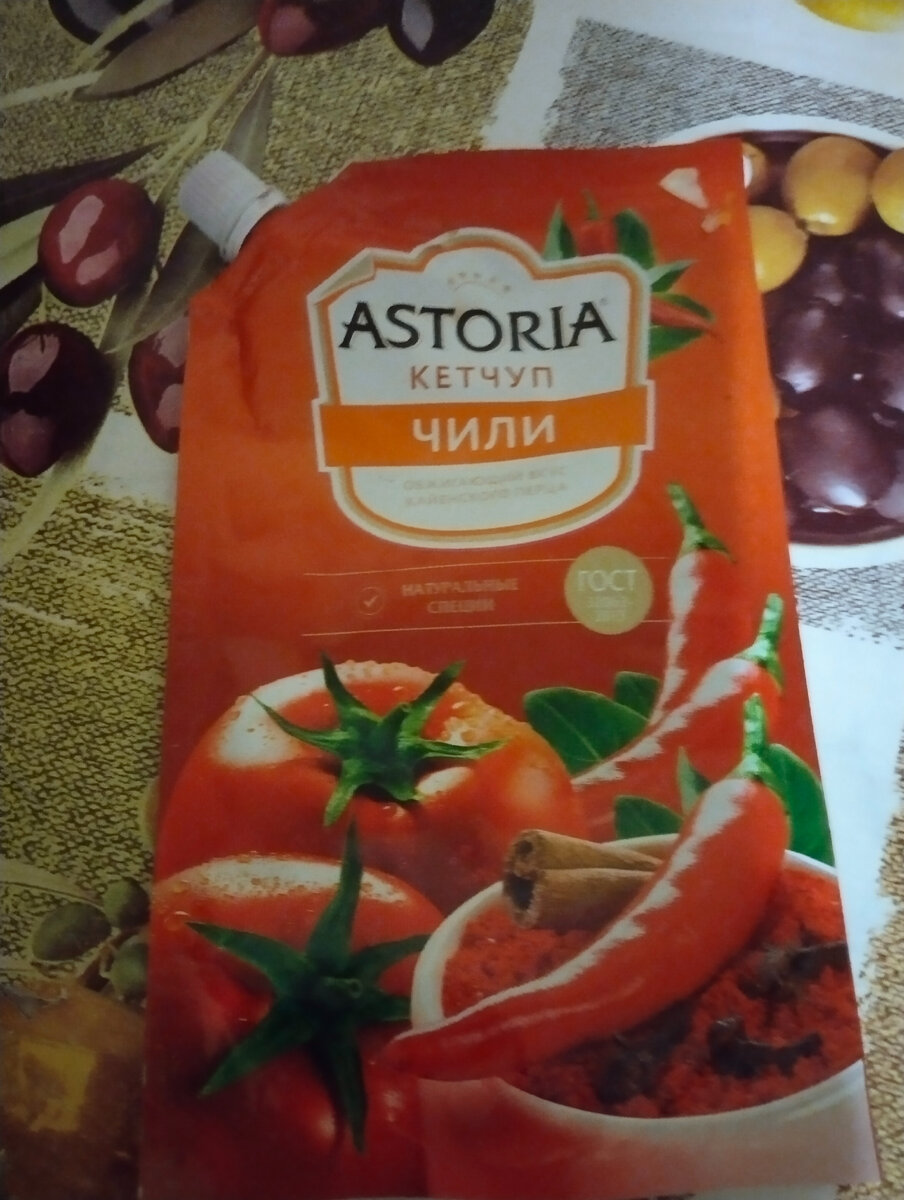 ASTORIA
КЕТЧУП
ЧИЛИ
ОБЖИГАЮЩИЙ ВКУС
КАЙЕНСКОГО ПЕРЦА
НАТУРАЛЬНЫЕ
СПЕЦИИ
ГОСТ